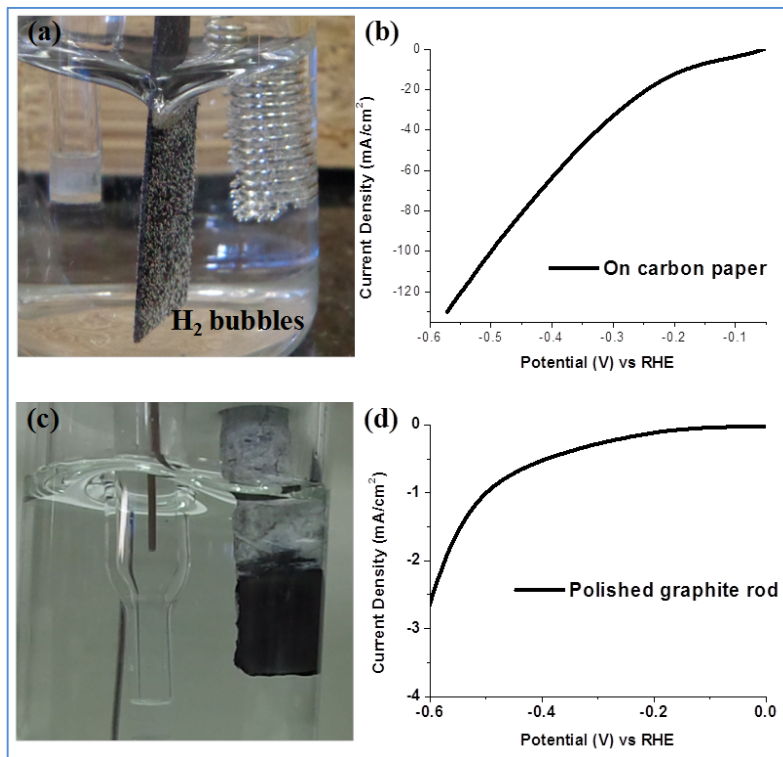 (a)
H₂ bubbles
(b)
0
-20
-40
-60
-80
-100
-120
Current Density (mA/cm²)
On carbon paper
-0.6
-0.5
-0.4
-0.3
-0.2
-0.1
Potential (V) vs RHE
(c)
(d)
0
-1
-2
-3
-4
Current Density (mA/cm²)
Polished graphite rod
-0.6
-0.4
-0.2
0.0
Potential (V) vs RHE